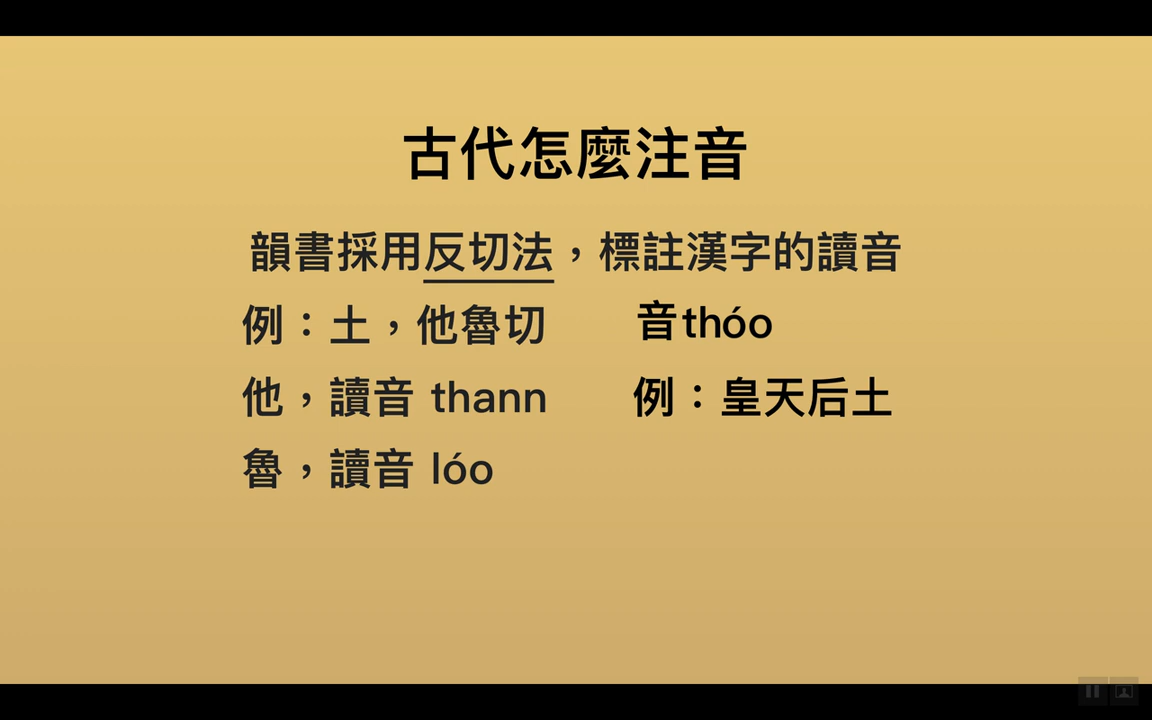 古代怎麼注音
韻書採用反切法，標註漢字的讀音
例：土，他魯切
音thóo
他，讀音 thann
例：皇天后土
魯，讀音 lóo